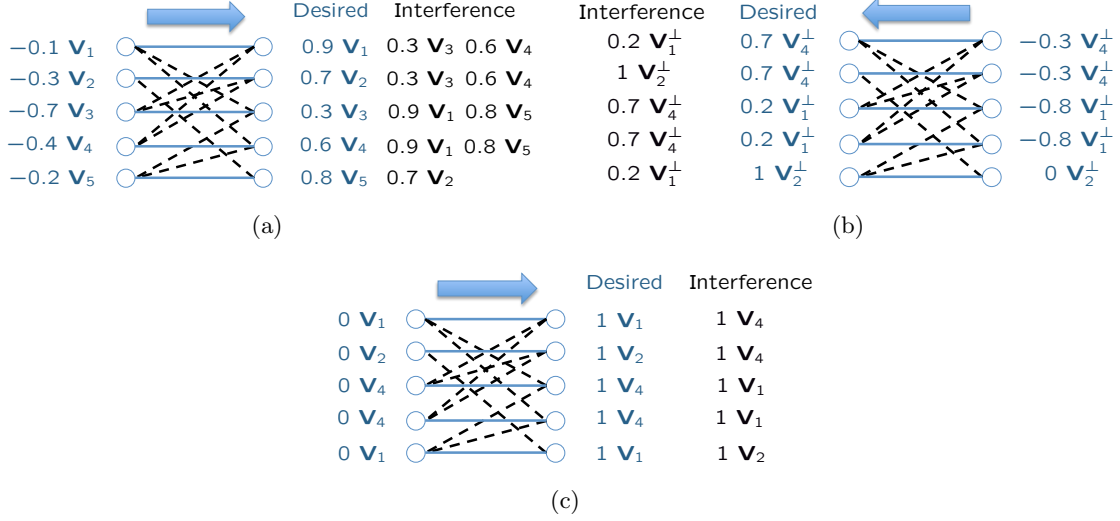 Desired Interference
−0.1 V₁ 0.9 V₁ 0.3 V₃ 0.6 V₄
−0.3 V₂ 0.7 V₂ 0.3 V₃ 0.6 V₄
−0.7 V₃ 0.3 V₃ 0.9 V₁ 0.8 V₅
−0.4 V₄ 0.6 V₄ 0.9 V₁ 0.8 V₅
−0.2 V₅ 0.8 V₅ 0.7 V₂
(a)
Interference Desired
0.2 V₁⊥ 0.7 V₄⊥ −0.3 V₄⊥
1 V₂⊥ 0.7 V₄⊥ −0.3 V₄⊥
0.7 V₄⊥ 0.2 V₁⊥ −0.8 V₁⊥
0.7 V₄⊥ 0.2 V₁⊥ −0.8 V₁⊥
0.2 V₁⊥ 1 V₂⊥ 0 V₂⊥
(b)
Desired Interference
0 V₁ 1 V₁ 1 V₄
0 V₂ 1 V₂ 1 V₄
0 V₄ 1 V₄ 1 V₁
0 V₄ 1 V₄ 1 V₁
0 V₁ 1 V₁ 1 V₂
(c)